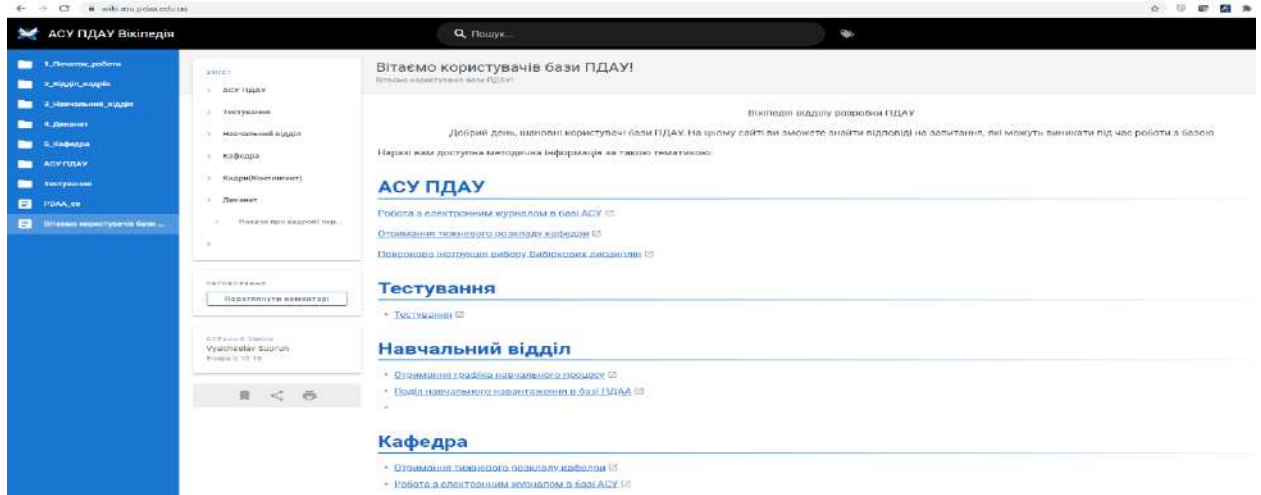 wiki.asu.pdaa.edu.ua
АСУ ПДАУ Вікіпедія
Пошук...
1_Початок_роботи
2_Відділ_кадрів
3_Навчальний_відділ
4_Деканат
5_Кафедра
АСУ ПДАУ
Тестування
PDAA_os
Вітаємо користувачів бази ...
ЗМІСТ
АСУ ПДАУ
Тестування
Навчальний відділ
Кафедра
Кадри(Контингент)
Деканат
Накази про кадрові пер...
ОБГОВОРЕННЯ
Переглянути коментарі
ОСТАННЯ ЗМІНА
Vyacheslav Suprun
Вчора о
Вітаємо користувачів бази ПДАУ!
Вітаємо користувачів бази ПДАУ!
Вікіпедія відділу розробки ПДАУ
Добрий день, шановні користувачі бази ПДАУ. На цьому сайті ви зможете знайти відповіді на запитання, які можуть виникати під час роботи з базою
Наразі вам доступна методична інформація за такою тематикою:
АСУ ПДАУ
Робота з електронним журналом в базі АСУ
Отримання тижневого розкладу кафедри
Покрокова інструкція вибору Вибіркових дисциплін
Тестування
Тестування
Навчальний відділ
Отримання графіка навчального процесу
Поділ навчального навантаження в базі ПДАА
Кафедра
Отримання тижневого розкладу кафедри
Робота з електронним журналом в базі АСУ